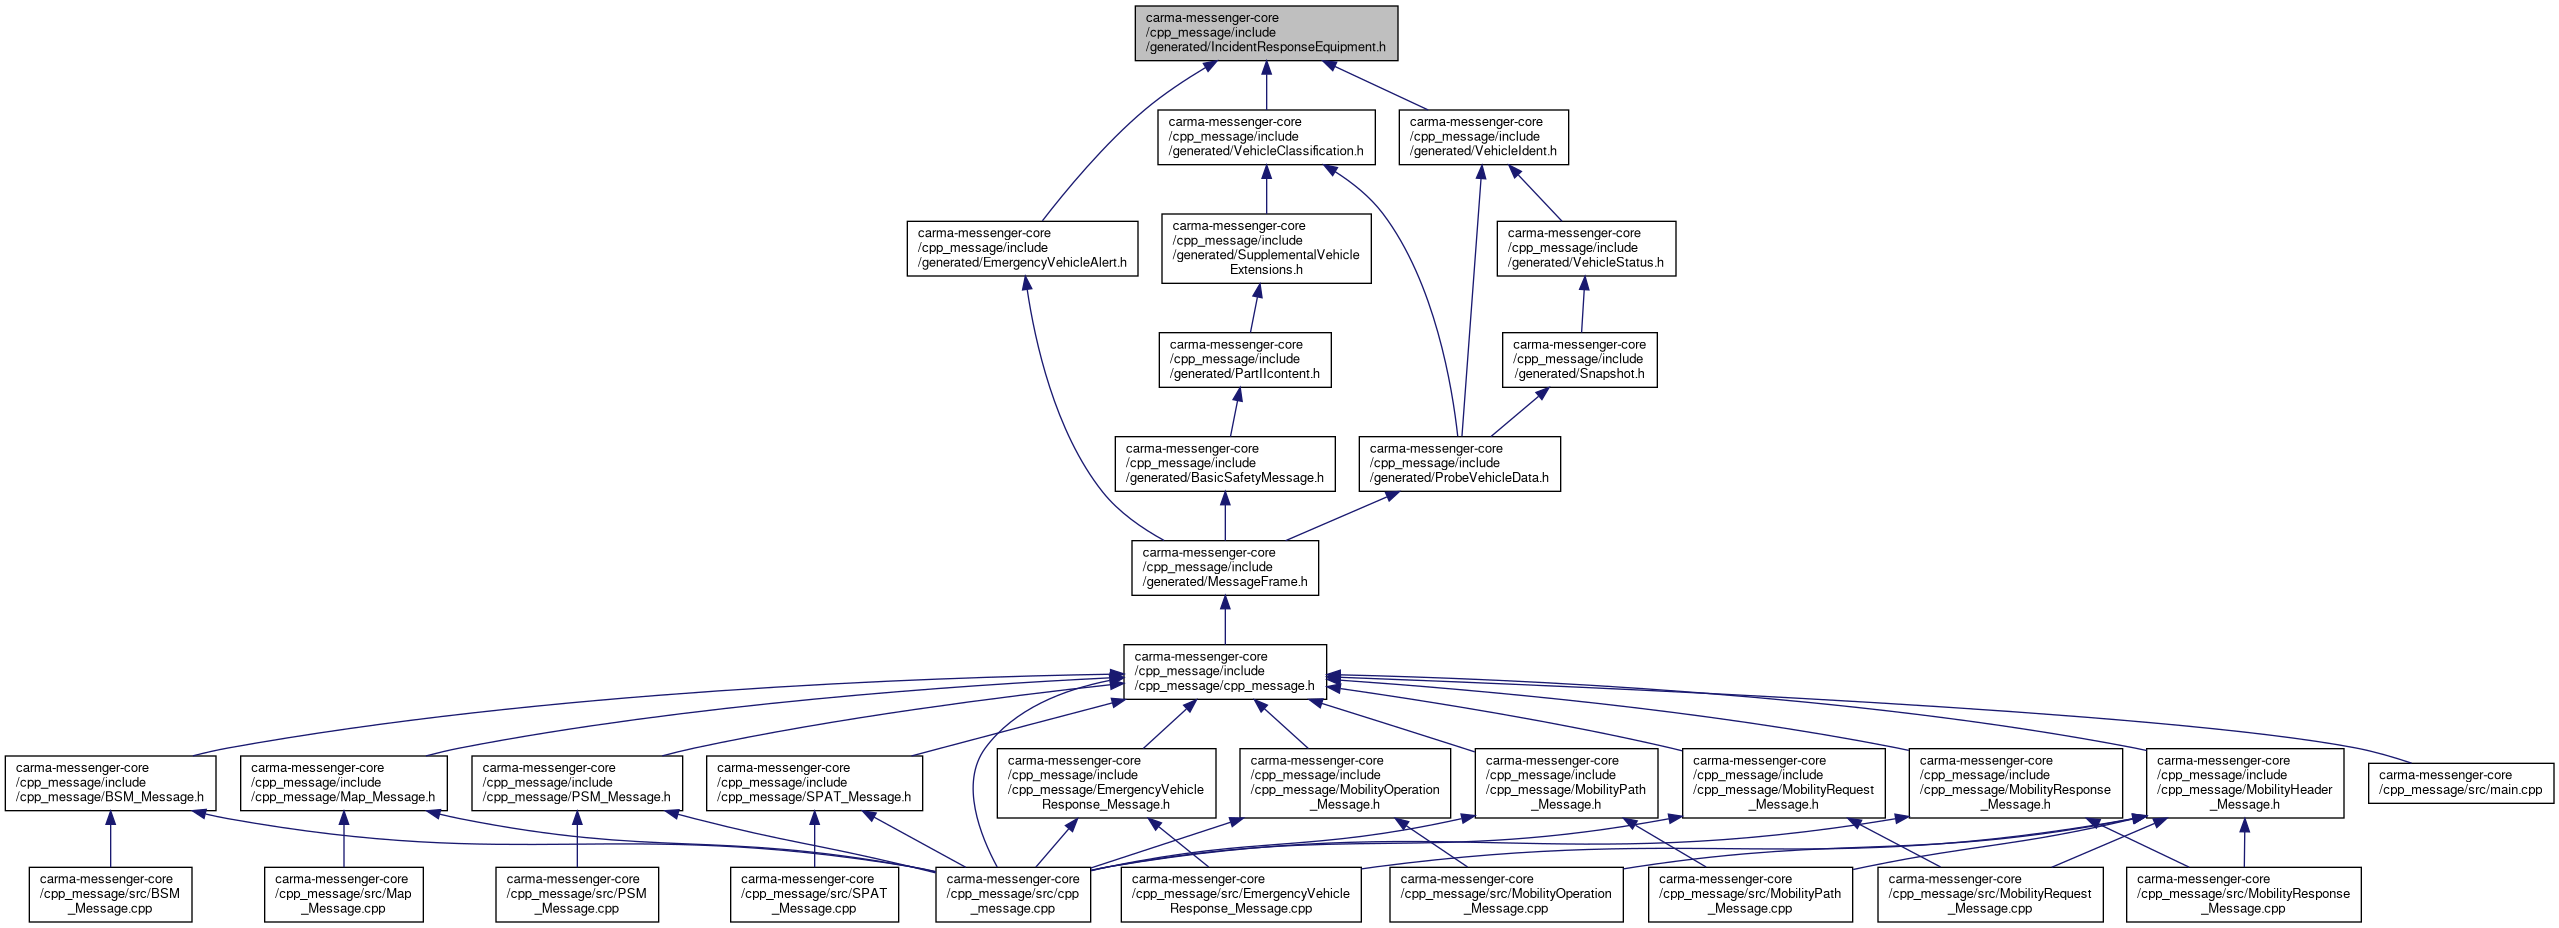 carma-messenger-core
/cpp_message/include
/generated/IncidentResponseEquipment.h
carma-messenger-core
/cpp_message/include
/generated/VehicleClassification.h
carma-messenger-core
/cpp_message/include
/generated/VehicleIdent.h
carma-messenger-core
/cpp_message/include
/generated/EmergencyVehicleAlert.h
carma-messenger-core
/cpp_message/include
/generated/SupplementalVehicle
Extensions.h
carma-messenger-core
/cpp_message/include
/generated/VehicleStatus.h
carma-messenger-core
/cpp_message/include
/generated/PartIIcontent.h
carma-messenger-core
/cpp_message/include
/generated/Snapshot.h
carma-messenger-core
/cpp_message/include
/generated/BasicSafetyMessage.h
carma-messenger-core
/cpp_message/include
/generated/ProbeVehicleData.h
carma-messenger-core
/cpp_message/include
/generated/MessageFrame.h
carma-messenger-core
/cpp_message/include
/cpp_message/cpp_message.h
carma-messenger-core
/cpp_message/include
/cpp_message/BSM_Message.h
carma-messenger-core
/cpp_message/include
/cpp_message/Map_Message.h
carma-messenger-core
/cpp_message/include
/cpp_message/PSM_Message.h
carma-messenger-core
/cpp_message/include
/cpp_message/SPAT_Message.h
carma-messenger-core
/cpp_message/include
/cpp_message/EmergencyVehicle
Response_Message.h
carma-messenger-core
/cpp_message/include
/cpp_message/MobilityOperation
_Message.h
carma-messenger-core
/cpp_message/include
/cpp_message/MobilityPath
_Message.h
carma-messenger-core
/cpp_message/include
/cpp_message/MobilityRequest
_Message.h
carma-messenger-core
/cpp_message/include
/cpp_message/MobilityResponse
_Message.h
carma-messenger-core
/cpp_message/include
/cpp_message/MobilityHeader
_Message.h
carma-messenger-core
/cpp_message/src/main.cpp
carma-messenger-core
/cpp_message/src/BSM
_Message.cpp
carma-messenger-core
/cpp_message/src/Map
_Message.cpp
carma-messenger-core
/cpp_message/src/PSM
_Message.cpp
carma-messenger-core
/cpp_message/src/SPAT
_Message.cpp
carma-messenger-core
/cpp_message/src/cpp
_message.cpp
carma-messenger-core
/cpp_message/src/EmergencyVehicle
Response_Message.cpp
carma-messenger-core
/cpp_message/src/MobilityOperation
_Message.cpp
carma-messenger-core
/cpp_message/src/MobilityPath
_Message.cpp
carma-messenger-core
/cpp_message/src/MobilityRequest
_Message.cpp
carma-messenger-core
/cpp_message/src/MobilityResponse
_Message.cpp